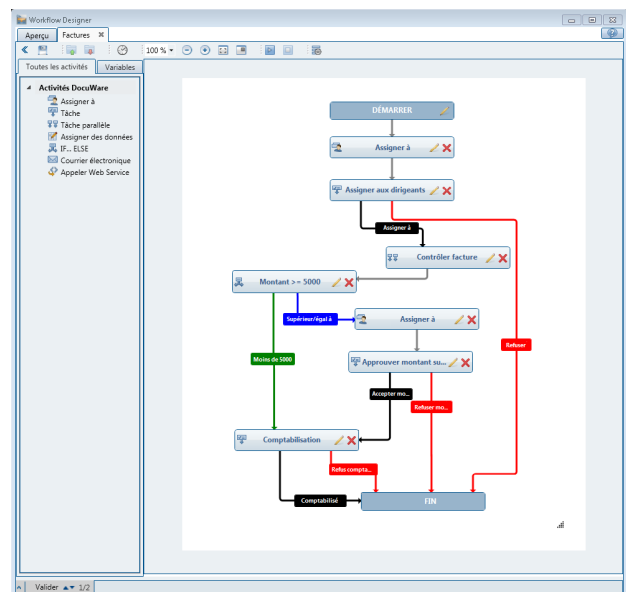 Workflow Designer
Aperçu Factures
100 %
Toutes les activités Variables
Activités DocuWare
Assigner à
Tâche
Tâche parallèle
Assigner des données
IF... ELSE
Courrier électronique
Appeler Web Service
DÉMARRER
Assigner à
Assigner aux dirigeants
Assigner à
Contrôler facture
Montant >= 5000
Supérieur/égal à
Assigner à
Refuser
Moins de 5000
Approuver montant su...
Accepter mo...
Refuser mo...
Comptabilisation
Refus compta...
Comptabilisé
FIN
Valider 1/2